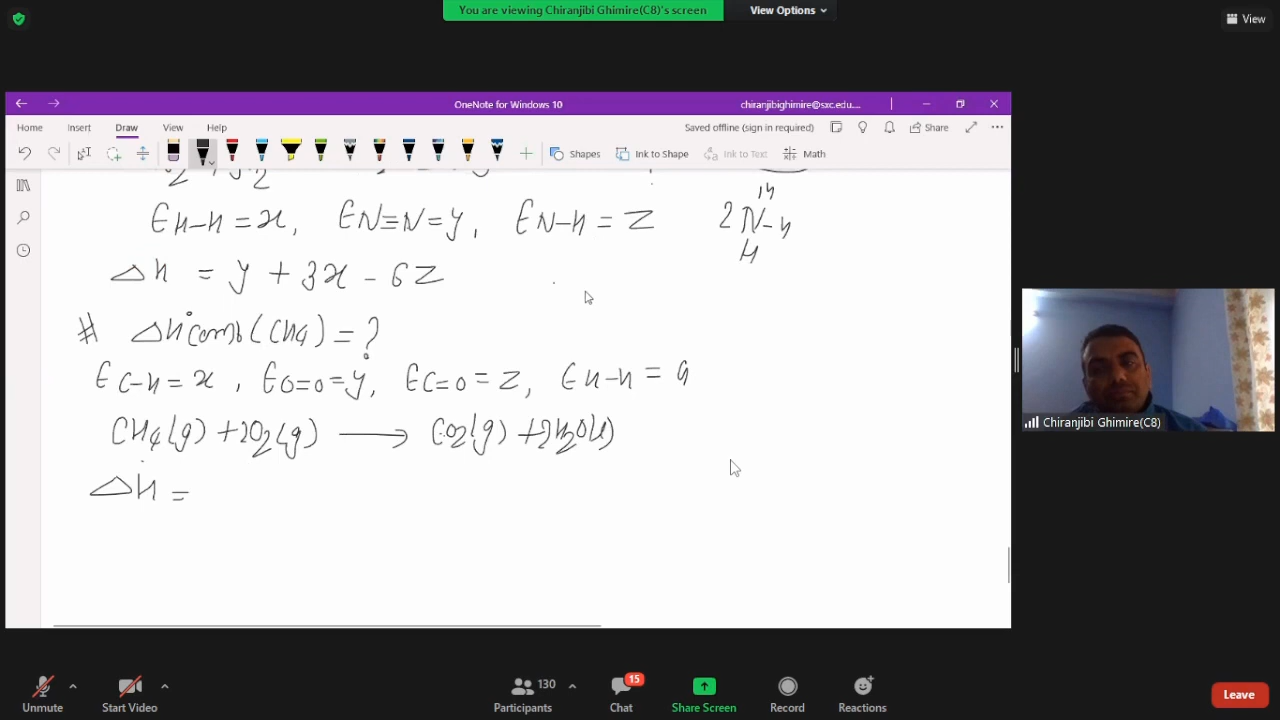 You are viewing Chiranjibi Ghimire(C8)'s screen
View Options
View
OneNote for Windows 10
chiranjibighimire@sxc.edu....
Home Insert Draw View Help
Saved offline (sign in required)
Share
Shapes
Ink to Shape
Ink to Text
Math
EH-H = x, EN≡N = y, EN-H = Z
H
2 N-H
H
ΔH = y + 3x - 6Z
# ΔH°comb(CH4) = ?
EC-H = x, EO=O = y, EC=O = Z, EH-H = a
CH4(g) + 2O2(g) → CO2(g) + 2H2O(l)
ΔH =
Chiranjibi Ghimire(C8)
Unmute
Start Video
130
Participants
15
Chat
Share Screen
Record
Reactions
Leave